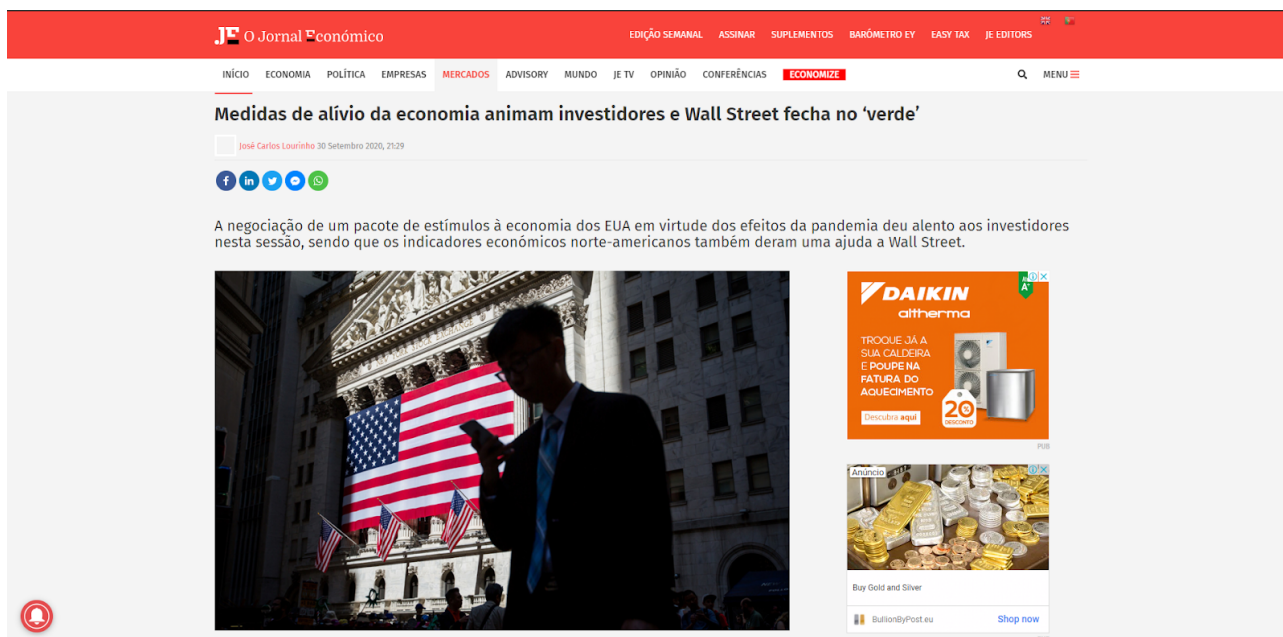 JE O Jornal Económico
EDIÇÃO SEMANAL ASSINAR SUPLEMENTOS BARÓMETRO EY EASY TAX JE EDITORS
INÍCIO ECONOMIA POLÍTICA EMPRESAS MERCADOS ADVISORY MUNDO JE TV OPINIÃO CONFERÊNCIAS ECONOMIZE MENU
Medidas de alívio da economia animam investidores e Wall Street fecha no ‘verde’
José Carlos Lourinho 30 Setembro 2020, 21:29
A negociação de um pacote de estímulos à economia dos EUA em virtude dos efeitos da pandemia deu alento aos investidores
nesta sessão, sendo que os indicadores económicos norte-americanos também deram uma ajuda a Wall Street.
DAIKIN
altherma
TROQUE JÁ A
SUA CALDEIRA
E POUPE NA
FATURA DO
AQUECIMENTO
Descubra aqui
20%
DESCONTO
PUB
Anúncio
Buy Gold and Silver
BullionByPost.eu Shop now